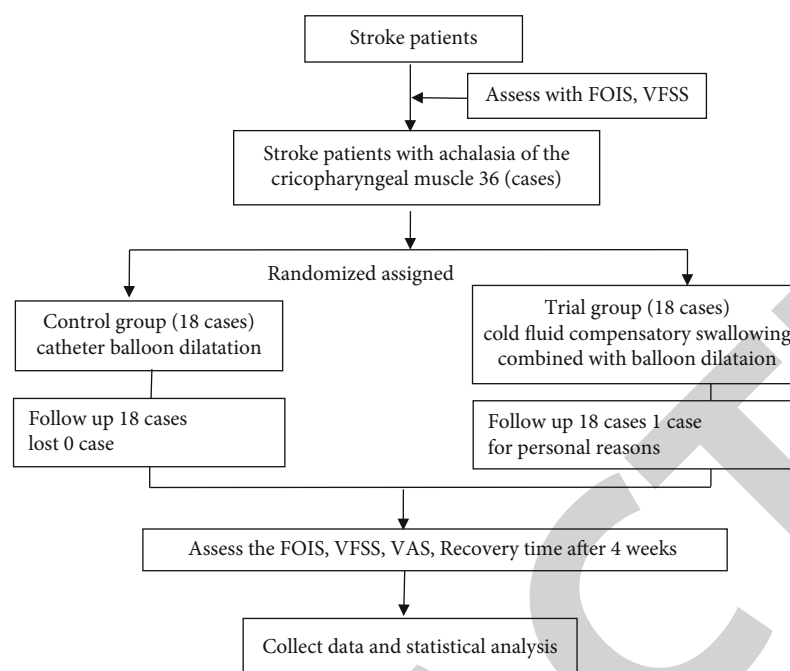 Stroke patients
Assess with FOIS, VFSS
Stroke patients with achalasia of the
cricopharyngeal muscle 36 (cases)
Randomized assigned
Control group (18 cases)
catheter balloon dilatation
Trial group (18 cases)
cold fluid compensatory swallowing
combined with balloon dilataion
Follow up 18 cases
lost 0 case
Follow up 18 cases 1 case
for personal reasons
Assess the FOIS, VFSS, VAS, Recovery time after 4 weeks
Collect data and statistical analysis